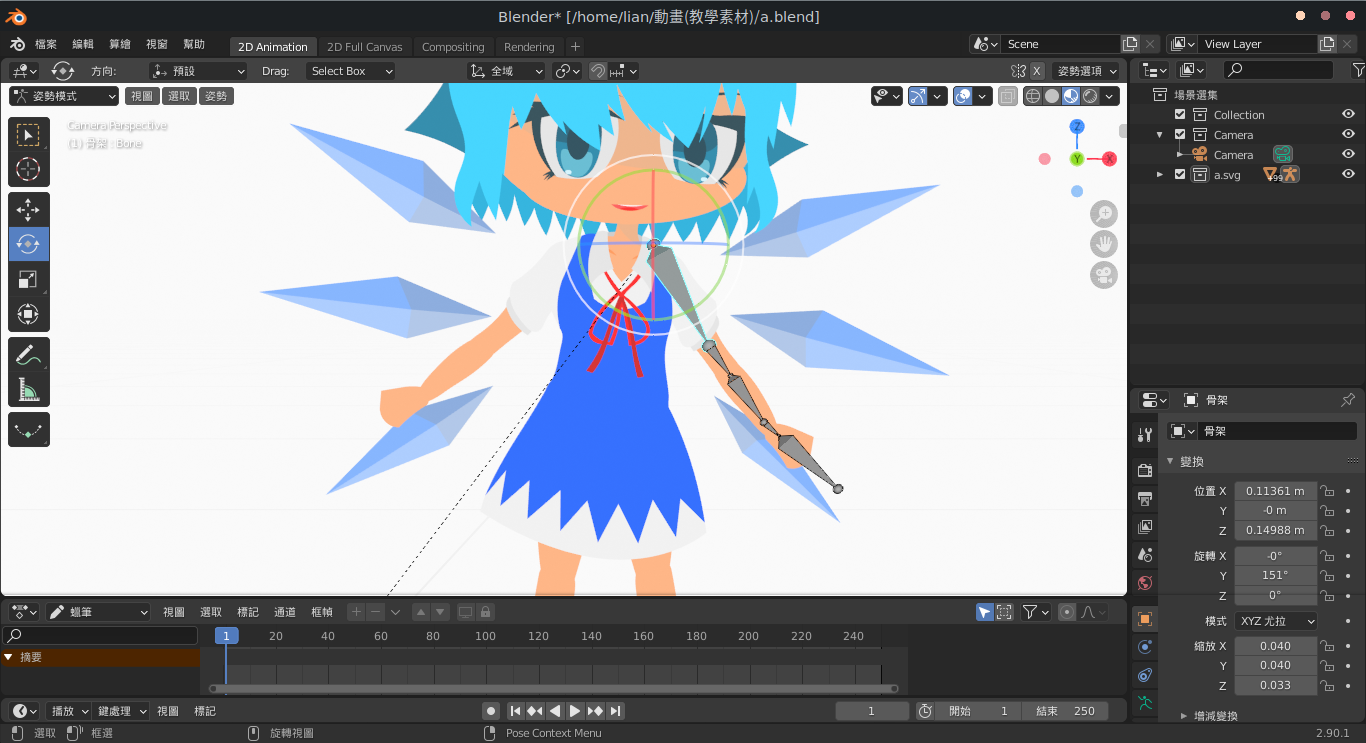 Blender* [/home/lian/動畫(教學素材)/a.blend]
檔案 編輯 算繪 視窗 幫助 2D Animation 2D Full Canvas Compositing Rendering + Scene View Layer
方向: 預設 Drag: Select Box 全域 X 姿勢選項
姿勢模式 視圖 選取 姿勢
Camera Perspective
(1) 骨架 : Bone
Z
Y
X
場景選集
Collection
Camera
Camera
a.svg +99
骨架
骨架
變換
位置 X 0.11361 m
Y -0 m
Z 0.14988 m
旋轉 X -0°
Y 151°
Z 0°
模式 XYZ 尤拉
縮放 X 0.040
Y 0.040
Z 0.033
增減變換
蠟筆 視圖 選取 標記 通道 框幀
1 20 40 60 80 100 120 140 160 180 200 220 240
摘要
播放 鍵處理 視圖 標記 1 開始 1 結束 250
選取 框選 旋轉視圖 Pose Context Menu 2.90.1